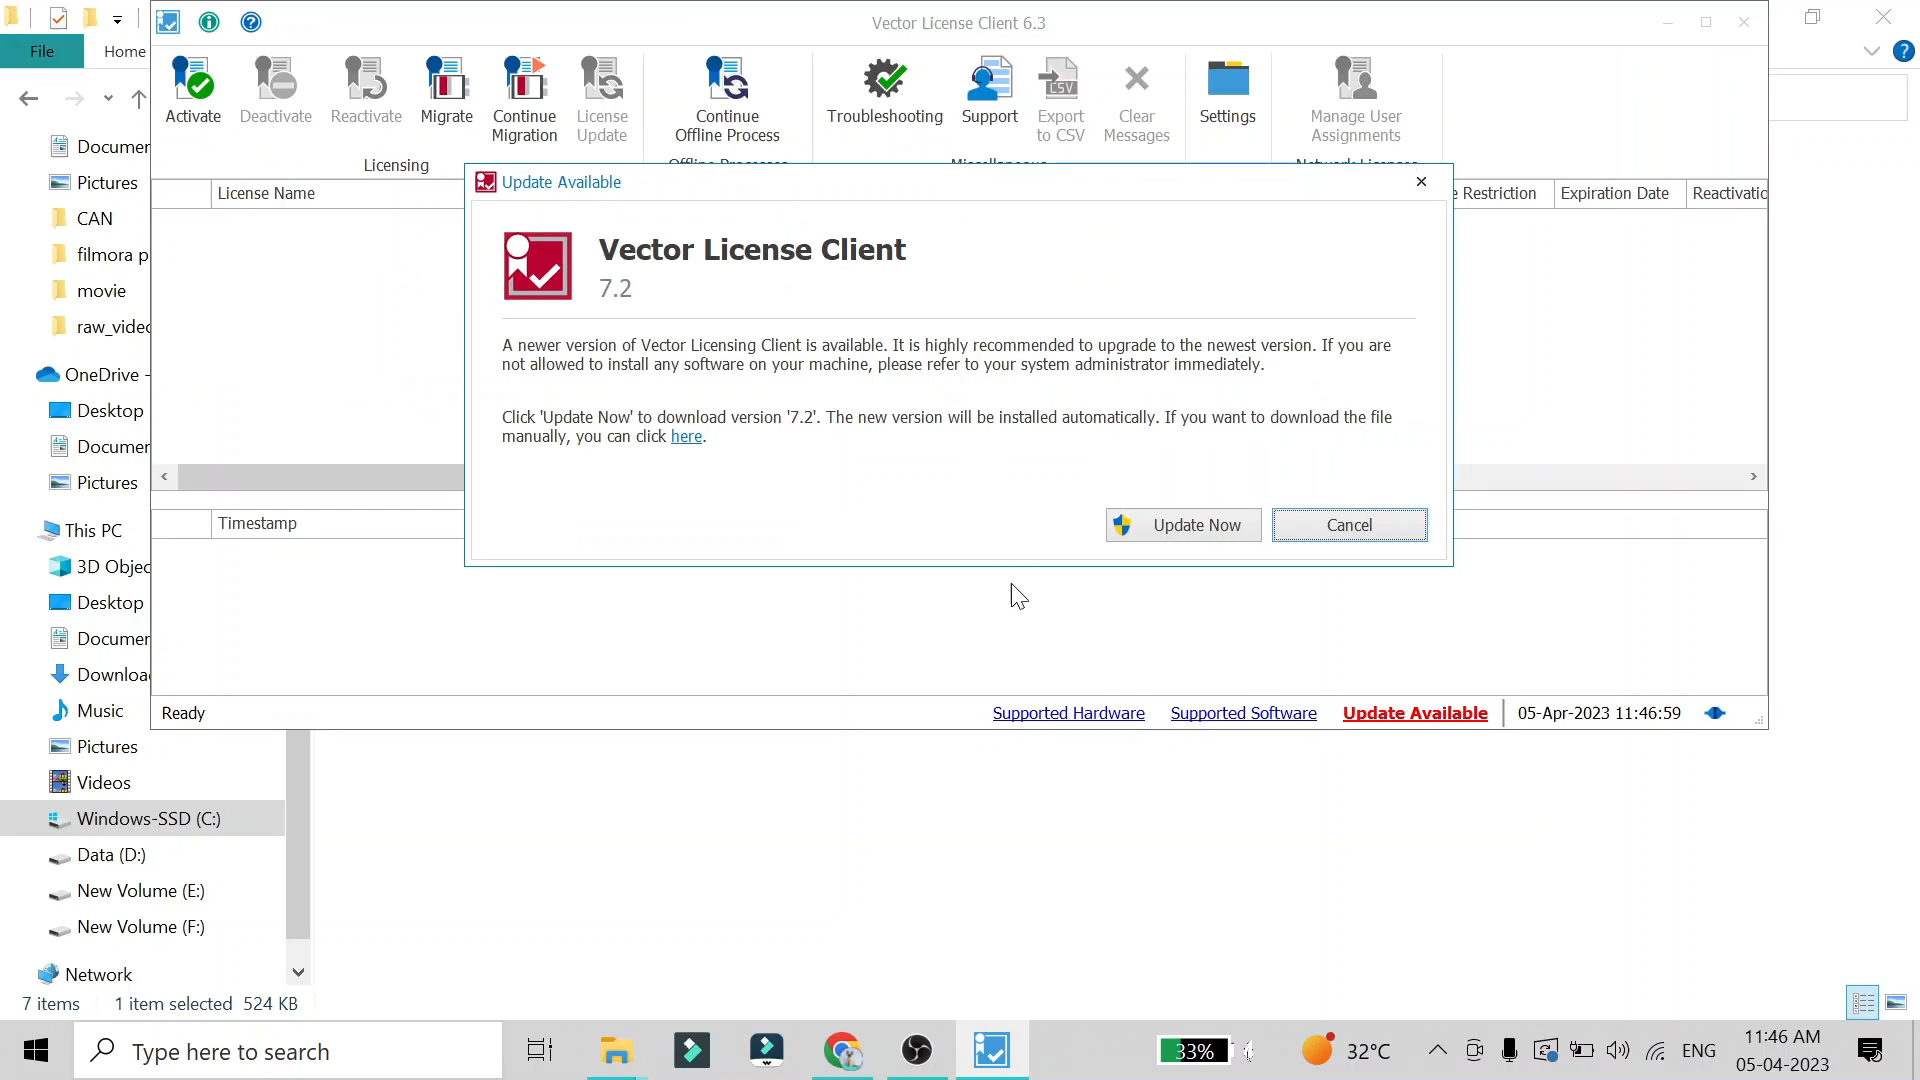 Vector License Client 6.3
File
Home
Activate
Deactivate
Reactivate
Migrate
Continue
Migration
License
Update
Continue
Offline Process
Troubleshooting
Support
Export
to CSV
Clear
Messages
Settings
Manage User
Assignments
Licensing
License Name
e Restriction
Expiration Date
Reactivatio
Update Available
Vector License Client
7.2
A newer version of Vector Licensing Client is available. It is highly recommended to upgrade to the newest version. If you are
not allowed to install any software on your machine, please refer to your system administrator immediately.
Click 'Update Now' to download version '7.2'. The new version will be installed automatically. If you want to download the file
manually, you can click here.
Update Now
Cancel
Timestamp
Ready
Supported Hardware
Supported Software
Update Available
05-Apr-2023 11:46:59
Documen
Pictures
CAN
filmora p
movie
raw_videc
OneDrive -
Desktop
Documen
Pictures
This PC
3D Objec
Desktop
Documen
Downloa
Music
Pictures
Videos
Windows-SSD (C:)
Data (D:)
New Volume (E:)
New Volume (F:)
Network
7 items
1 item selected 524 KB
Type here to search
33%
32°C
ENG
11:46 AM
05-04-2023